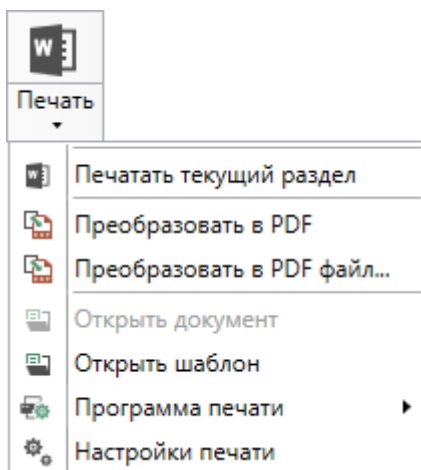 W
Печать
Печатать текущий раздел
Преобразовать в PDF
Преобразовать в PDF файл...
Открыть документ
Открыть шаблон
Программа печати
Настройки печати